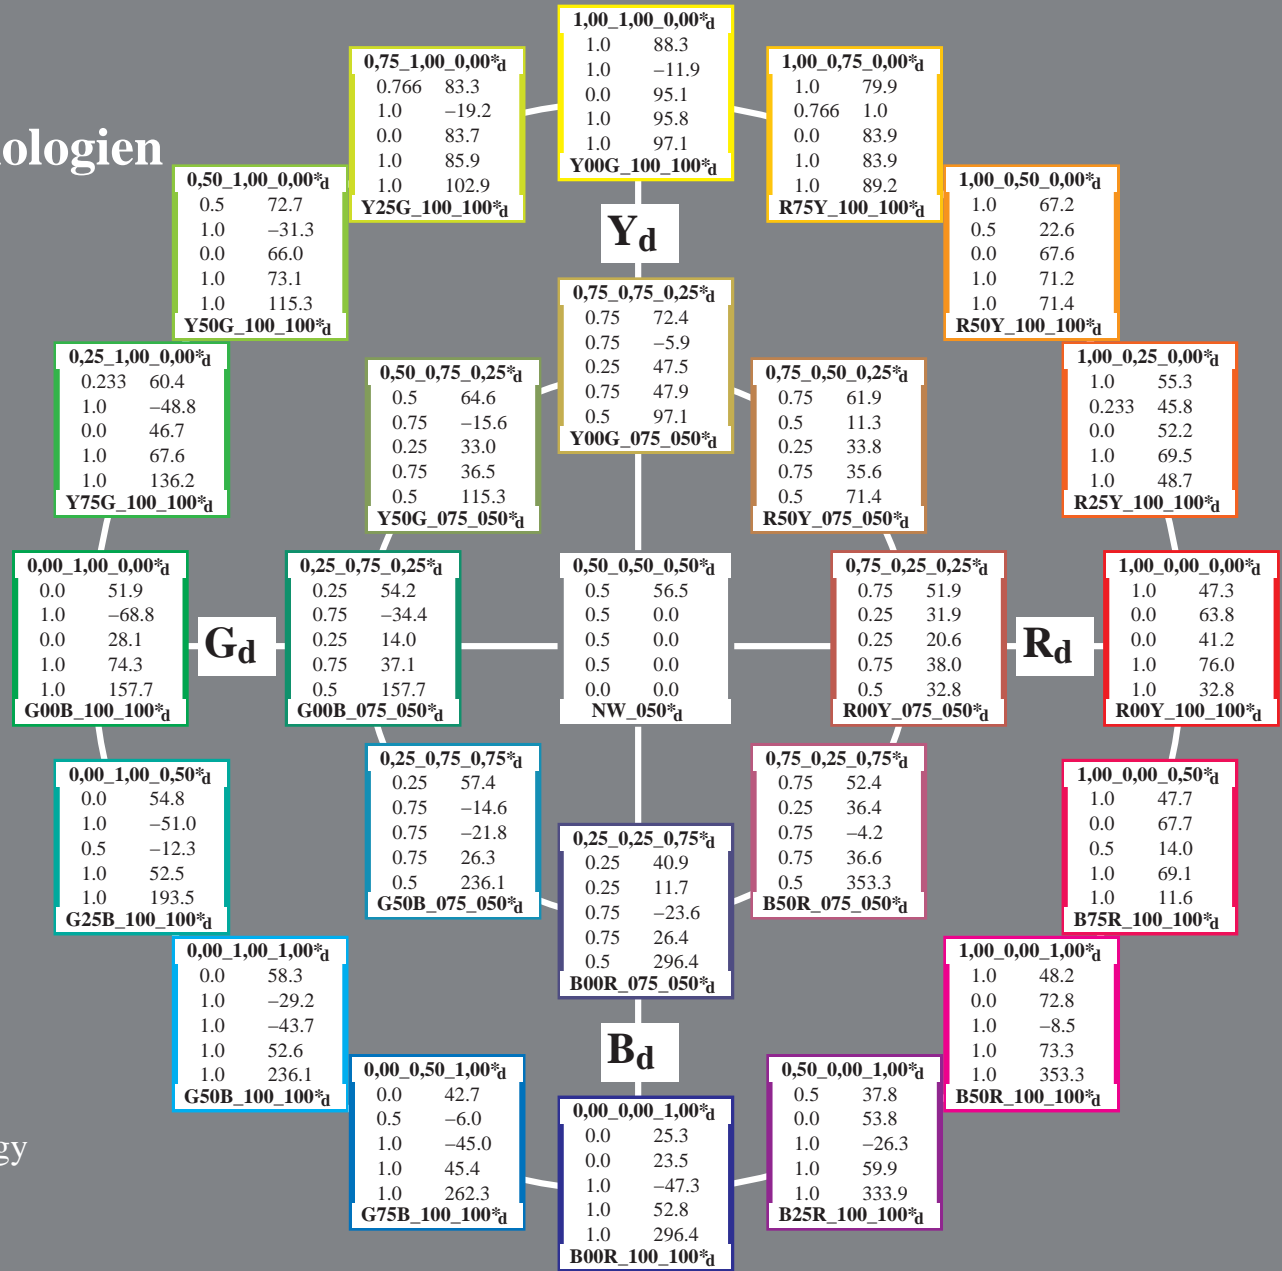 1,00_1,00_0,00*d
1.0 88.3
1.0 −11.9
0.0 95.1
1.0 95.8
1.0 97.1
Y00G_100_100*d
0,75_1,00_0,00*d
0.766 83.3
1.0 −19.2
0.0 83.7
1.0 85.9
1.0 102.9
Y25G_100_100*d
1,00_0,75_0,00*d
1.0 79.9
0.766 1.0
0.0 83.9
1.0 83.9
1.0 89.2
R75Y_100_100*d
0,50_1,00_0,00*d
0.5 72.7
1.0 −31.3
0.0 66.0
1.0 73.1
1.0 115.3
Y50G_100_100*d
Yd
1,00_0,50_0,00*d
1.0 67.2
0.5 22.6
0.0 67.6
1.0 71.2
1.0 71.4
R50Y_100_100*d
0,75_0,75_0,25*d
0.75 72.4
0.75 −5.9
0.25 47.5
0.75 47.9
0.5 97.1
Y00G_075_050*d
0,25_1,00_0,00*d
0.233 60.4
1.0 −48.8
0.0 46.7
1.0 67.6
1.0 136.2
Y75G_100_100*d
0,50_0,75_0,25*d
0.5 64.6
0.75 −15.6
0.25 33.0
0.75 36.5
0.5 115.3
Y50G_075_050*d
0,75_0,50_0,25*d
0.75 61.9
0.5 11.3
0.25 33.8
0.75 35.6
0.5 71.4
R50Y_075_050*d
1,00_0,25_0,00*d
1.0 55.3
0.233 45.8
0.0 52.2
1.0 69.5
1.0 48.7
R25Y_100_100*d
0,00_1,00_0,00*d
0.0 51.9
1.0 −68.8
0.0 28.1
1.0 74.3
1.0 157.7
G00B_100_100*d
Gd
0,25_0,75_0,25*d
0.25 54.2
0.75 −34.4
0.25 14.0
0.75 37.1
0.5 157.7
G00B_075_050*d
0,50_0,50_0,50*d
0.5 56.5
0.5 0.0
0.5 0.0
0.5 0.0
0.0 0.0
NW_050*d
0,75_0,25_0,25*d
0.75 51.9
0.25 31.9
0.25 20.6
0.75 38.0
0.5 32.8
R00Y_075_050*d
Rd
1,00_0,00_0,00*d
1.0 47.3
0.0 63.8
0.0 41.2
1.0 76.0
1.0 32.8
R00Y_100_100*d
0,00_1,00_0,50*d
0.0 54.8
1.0 −51.0
0.5 −12.3
1.0 52.5
1.0 193.5
G25B_100_100*d
0,25_0,75_0,75*d
0.25 57.4
0.75 −14.6
0.75 −21.8
0.75 26.3
0.5 236.1
G50B_075_050*d
0,25_0,25_0,75*d
0.25 40.9
0.25 11.7
0.75 −23.6
0.75 26.4
0.5 296.4
B00R_075_050*d
0,75_0,25_0,75*d
0.75 52.4
0.25 36.4
0.75 −4.2
0.75 36.6
0.5 353.3
B50R_075_050*d
1,00_0,00_0,50*d
1.0 47.7
0.0 67.7
0.5 14.0
1.0 69.1
1.0 11.6
B75R_100_100*d
0,00_1,00_1,00*d
0.0 58.3
1.0 −29.2
1.0 −43.7
1.0 52.6
1.0 236.1
G50B_100_100*d
Bd
1,00_0,00_1,00*d
1.0 48.2
0.0 72.8
1.0 −8.5
1.0 73.3
1.0 353.3
B50R_100_100*d
0,00_0,50_1,00*d
0.0 42.7
0.5 −6.0
1.0 −45.0
1.0 45.4
1.0 262.3
G75B_100_100*d
0,00_0,00_1,00*d
0.0 25.3
0.0 23.5
1.0 −47.3
1.0 52.8
1.0 296.4
B00R_100_100*d
0,50_0,00_1,00*d
0.5 37.8
0.0 53.8
1.0 −26.3
1.0 59.9
1.0 333.9
B25R_100_100*d
ologien
gy